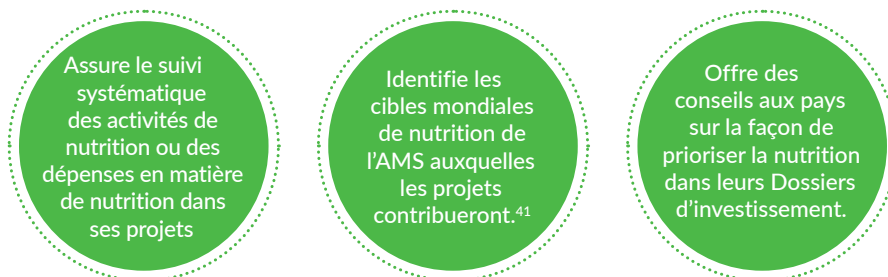 Assure le suivi
systématique
des activités de
nutrition ou des
dépenses en matière
de nutrition dans
ses projets
Identifie les
cibles mondiales
de nutrition de
l’AMS auxquelles
les projets
contribueront.⁴¹
Offre des
conseils aux pays
sur la façon de
prioriser la nutrition
dans leurs Dossiers
d’investissement.